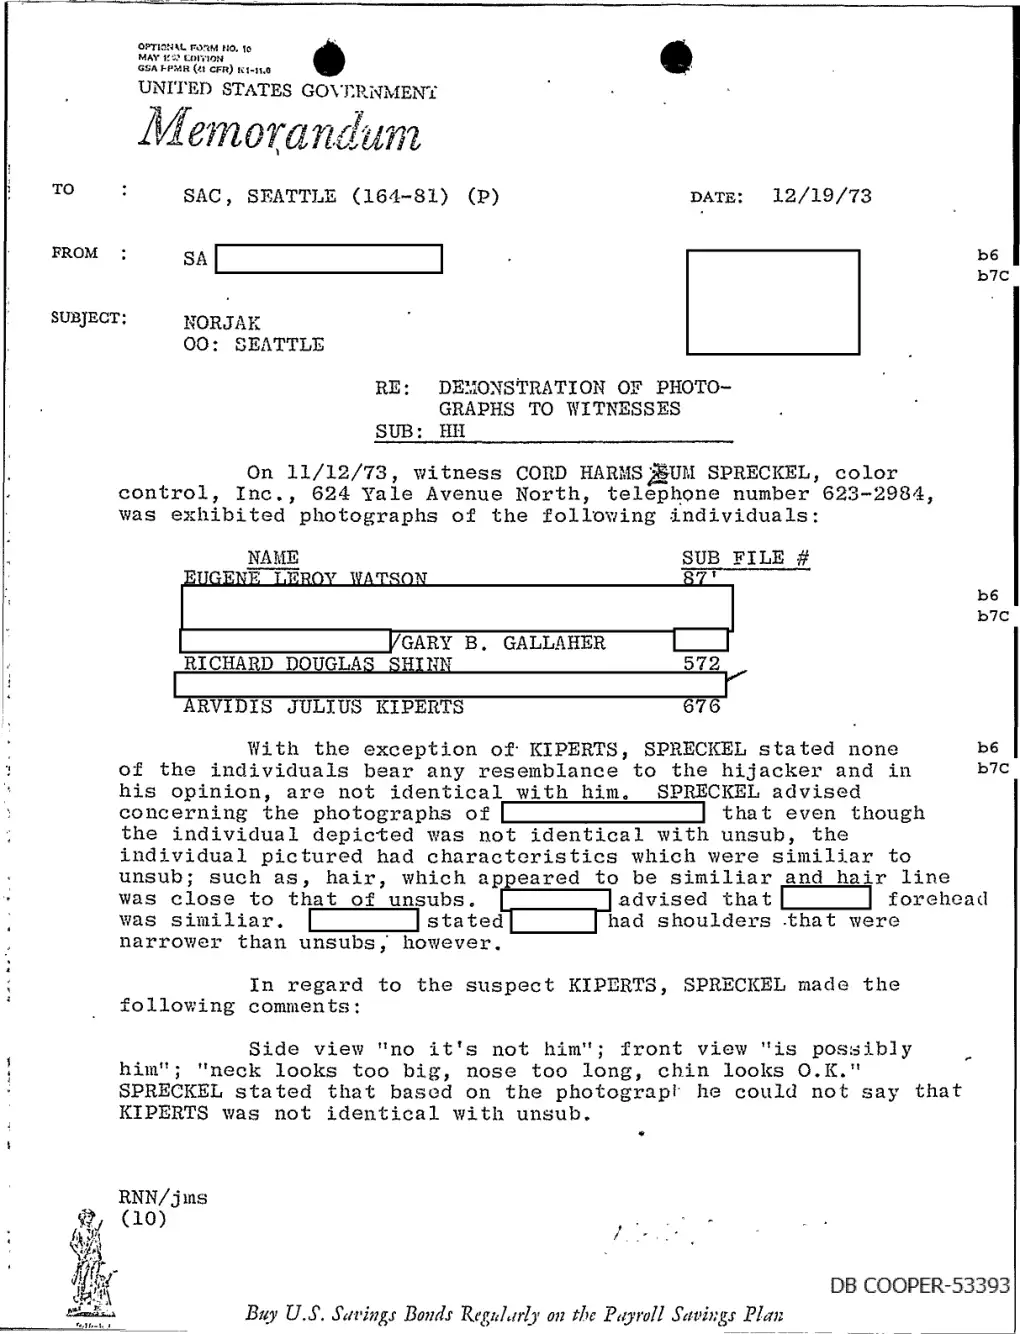 OPTIONAL FORM NO. 10
MAY EDITION
GSA FPMR (41 CFR)
UNITED STATES GOVERNMENT
Memorandum
TO : SAC, SEATTLE (164-81) (P) DATE: 12/19/73
FROM : SA b6
b7C
SUBJECT: NORJAK
OO: SEATTLE
RE: DEMONSTRATION OF PHOTO-
GRAPHS TO WITNESSES
SUB: HH
On 11/12/73, witness CORD HARMS ZUM SPRECKEL, color
control, Inc., 624 Yale Avenue North, telephone number 623-2984,
was exhibited photographs of the following individuals:
NAME SUB FILE #
EUGENE LEROY WATSON 87
b6
b7C
/GARY B. GALLAHER
RICHARD DOUGLAS SHINN 572
ARVIDIS JULIUS KIPERTS 676
With the exception of KIPERTS, SPRECKEL stated none b6
of the individuals bear any resemblance to the hijacker and in b7C
his opinion, are not identical with him. SPRECKEL advised
concerning the photographs of that even though
the individual depicted was not identical with unsub, the
individual pictured had characteristics which were similiar to
unsub; such as, hair, which appeared to be similiar and hair line
was close to that of unsubs. advised that forehead
was similiar. stated had shoulders that were
narrower than unsubs, however.
In regard to the suspect KIPERTS, SPRECKEL made the
following comments:
Side view "no it's not him"; front view "is possibly
him"; "neck looks too big, nose too long, chin looks O.K."
SPRECKEL stated that based on the photograph he could not say that
KIPERTS was not identical with unsub.
RNN/jms
(10)
DB COOPER-53393
Buy U.S. Savings Bonds Regularly on the Payroll Savings Plan